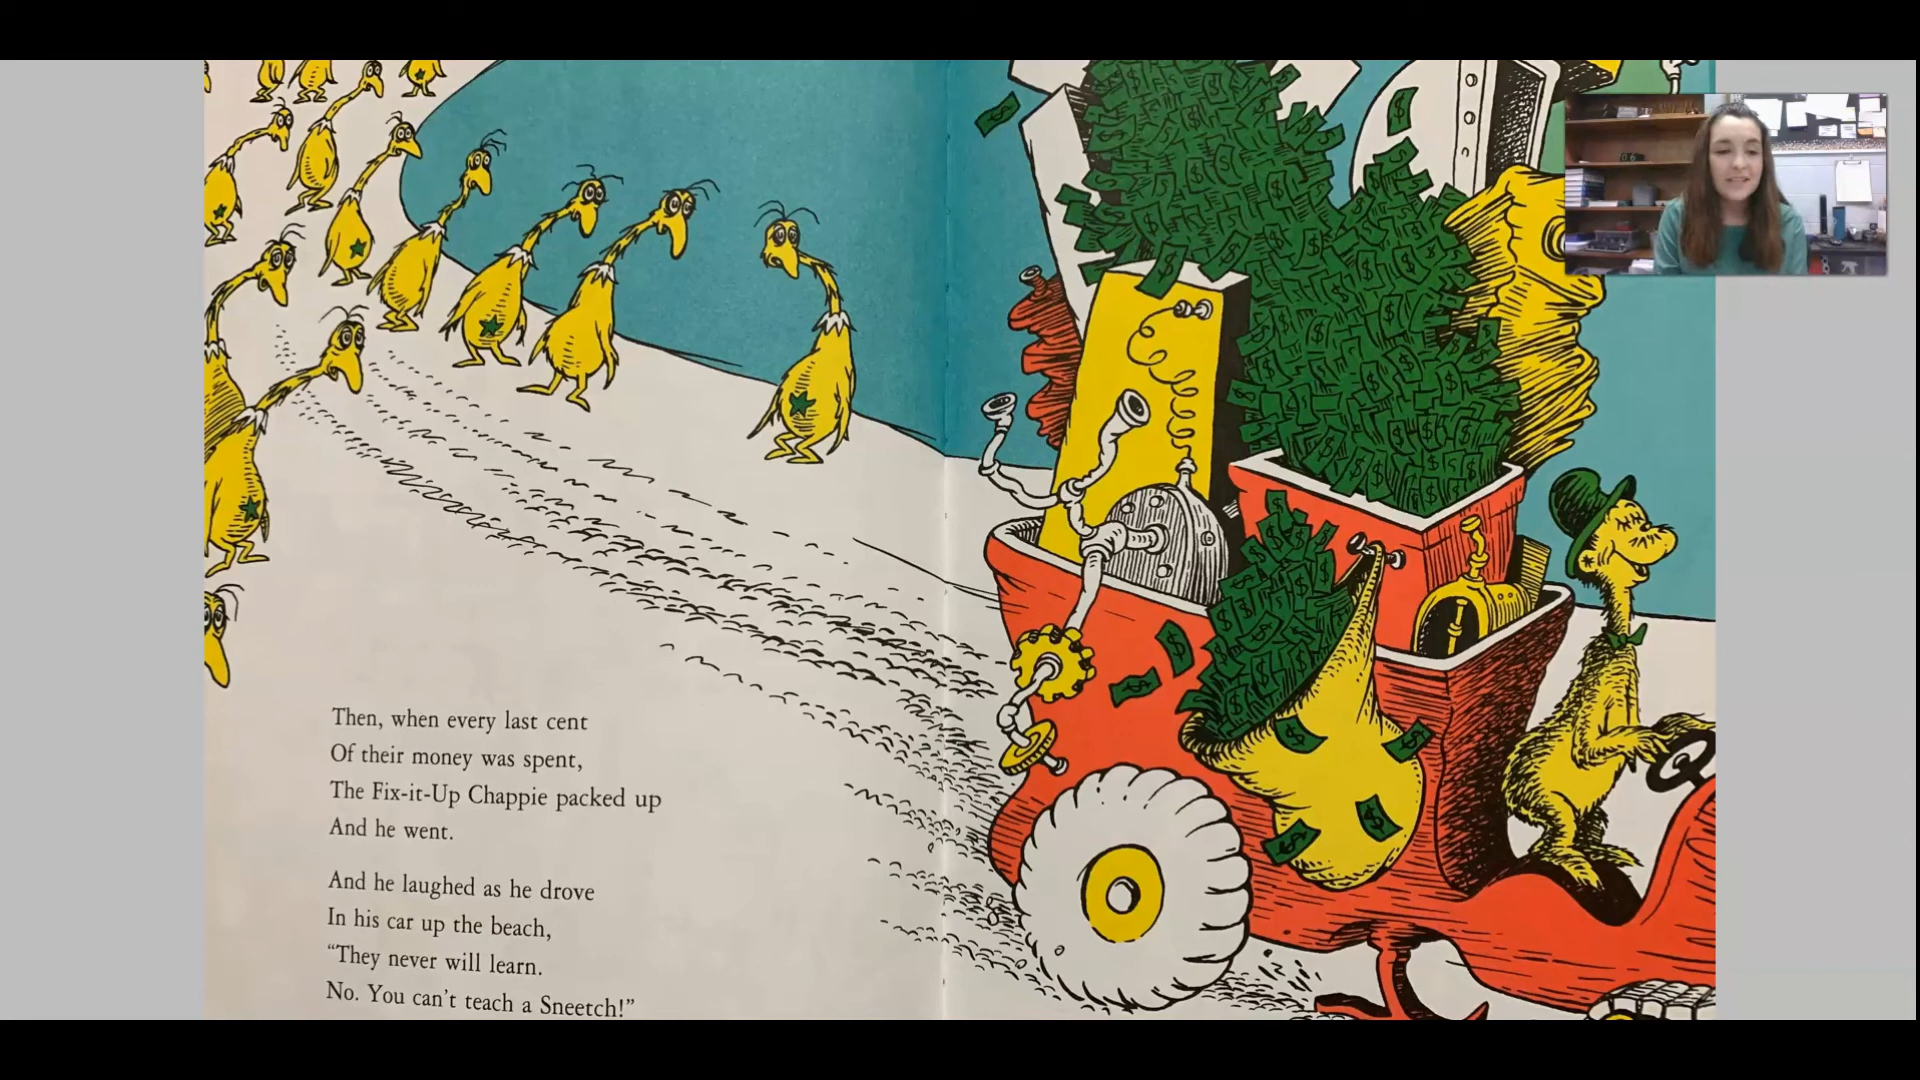 Then, when every last cent
Of their money was spent,
The Fix-it-Up Chappie packed up
And he went.
And he laughed as he drove
In his car up the beach,
“They never will learn.
No. You can't teach a Sneetch!”